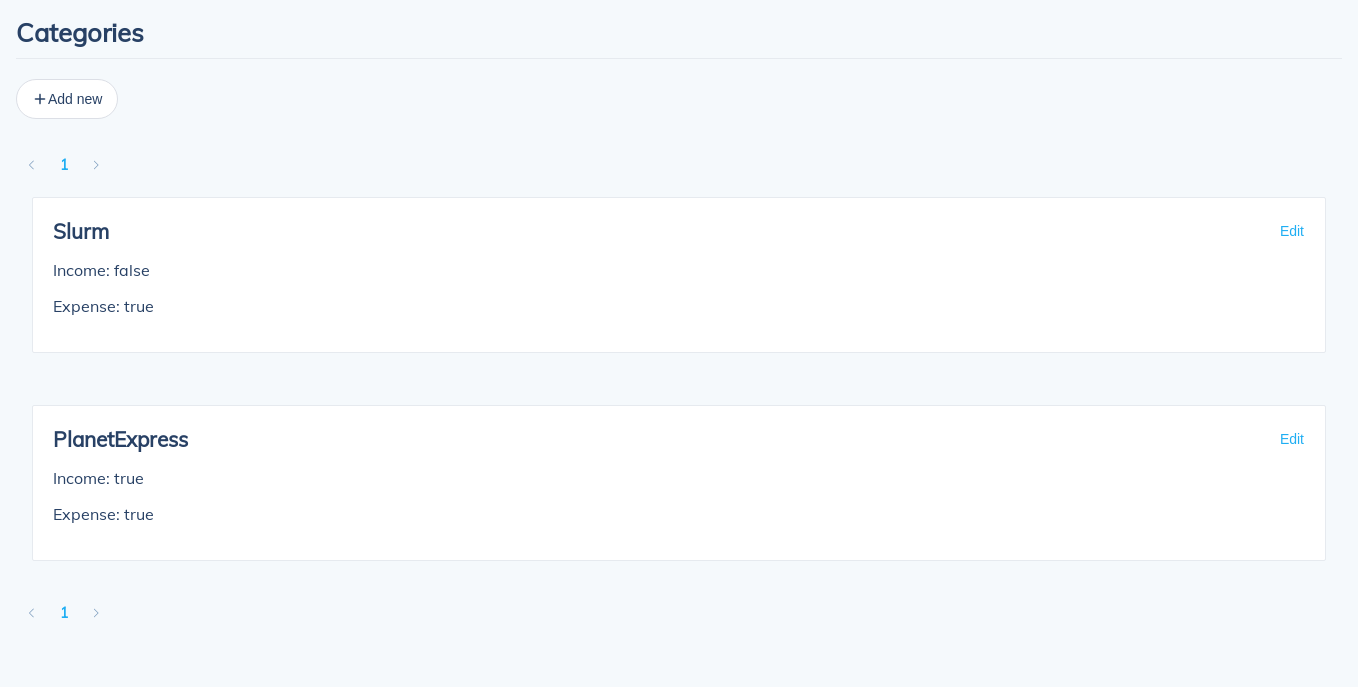 Categories
Add new
1
Slurm
Edit
Income: false
Expense: true
PlanetExpress
Edit
Income: true
Expense: true
1